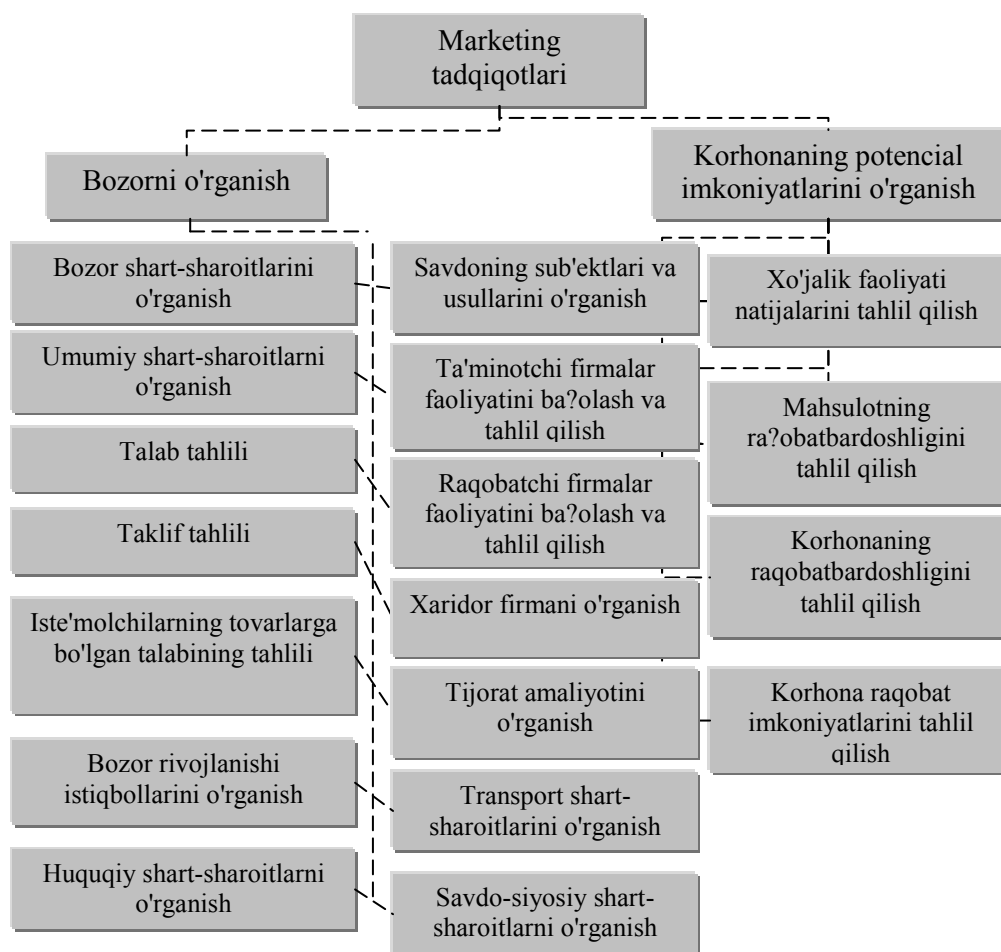 Marketing
tadqiqotlari
Bozorni o'rganish
Korhonaning potencial
imkoniyatlarini o'rganish
Bozor shart-sharoitlarini
o'rganish
Umumiy shart-sharoitlarni
o'rganish
Talab tahlili
Taklif tahlili
Iste'molchilarning tovarlarga
bo'lgan talabining tahlili
Bozor rivojlanishi
istiqbollarini o'rganish
Huquqiy shart-sharoitlarni
o'rganish
Savdoning sub'ektlari va
usullarini o'rganish
Ta'minotchi firmalar
faoliyatini ba?olash va
tahlil qilish
Raqobatchi firmalar
faoliyatini ba?olash va
tahlil qilish
Xaridor firmani o'rganish
Tijorat amaliyotini
o'rganish
Transport shart-
sharoitlarini o'rganish
Savdo-siyosiy shart-
sharoitlarni o'rganish
Xo'jalik faoliyati
natijalarini tahlil qilish
Mahsulotning
ra?obatbardoshligini
tahlil qilish
Korhonaning
raqobatbardoshligini
tahlil qilish
Korhona raqobat
imkoniyatlarini tahlil
qilish